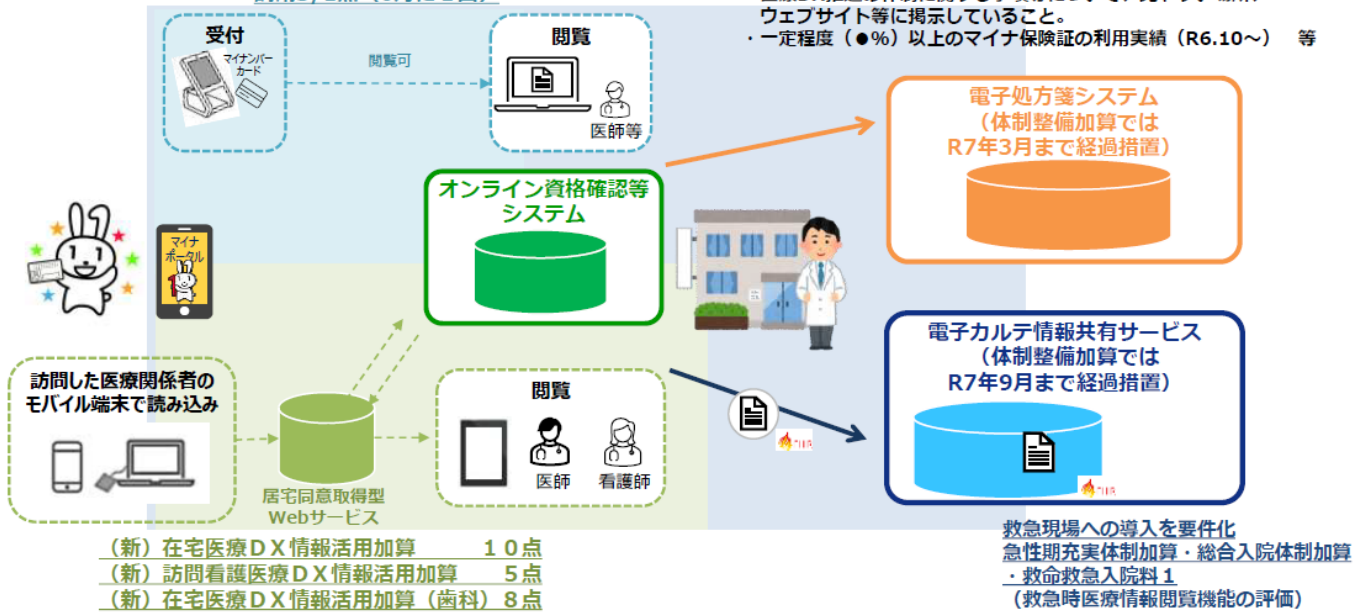 ウェブサイト等に掲示していること。
・一定程度（●%）以上のマイナ保険証の利用実績（R6.10～）　等
受付
マイナンバー
カード
閲覧可
閲覧
医師等
電子処方箋システム
（体制整備加算では
R7年3月まで経過措置）
オンライン資格確認等
システム
マイナ
ポータル
電子カルテ情報共有サービス
（体制整備加算では
R7年9月まで経過措置）
訪問した医療関係者の
モバイル端末で読み込み
閲覧
医師
看護師
居宅同意取得型
Webサービス
（新）在宅医療ＤＸ情報活用加算　　　１０点
（新）訪問看護医療ＤＸ情報活用加算　　５点
（新）在宅医療ＤＸ情報活用加算（歯科）８点
救急現場への導入を要件化
急性期充実体制加算・総合入院体制加算
・救命救急入院料１
（救急時医療情報閲覧機能の評価）